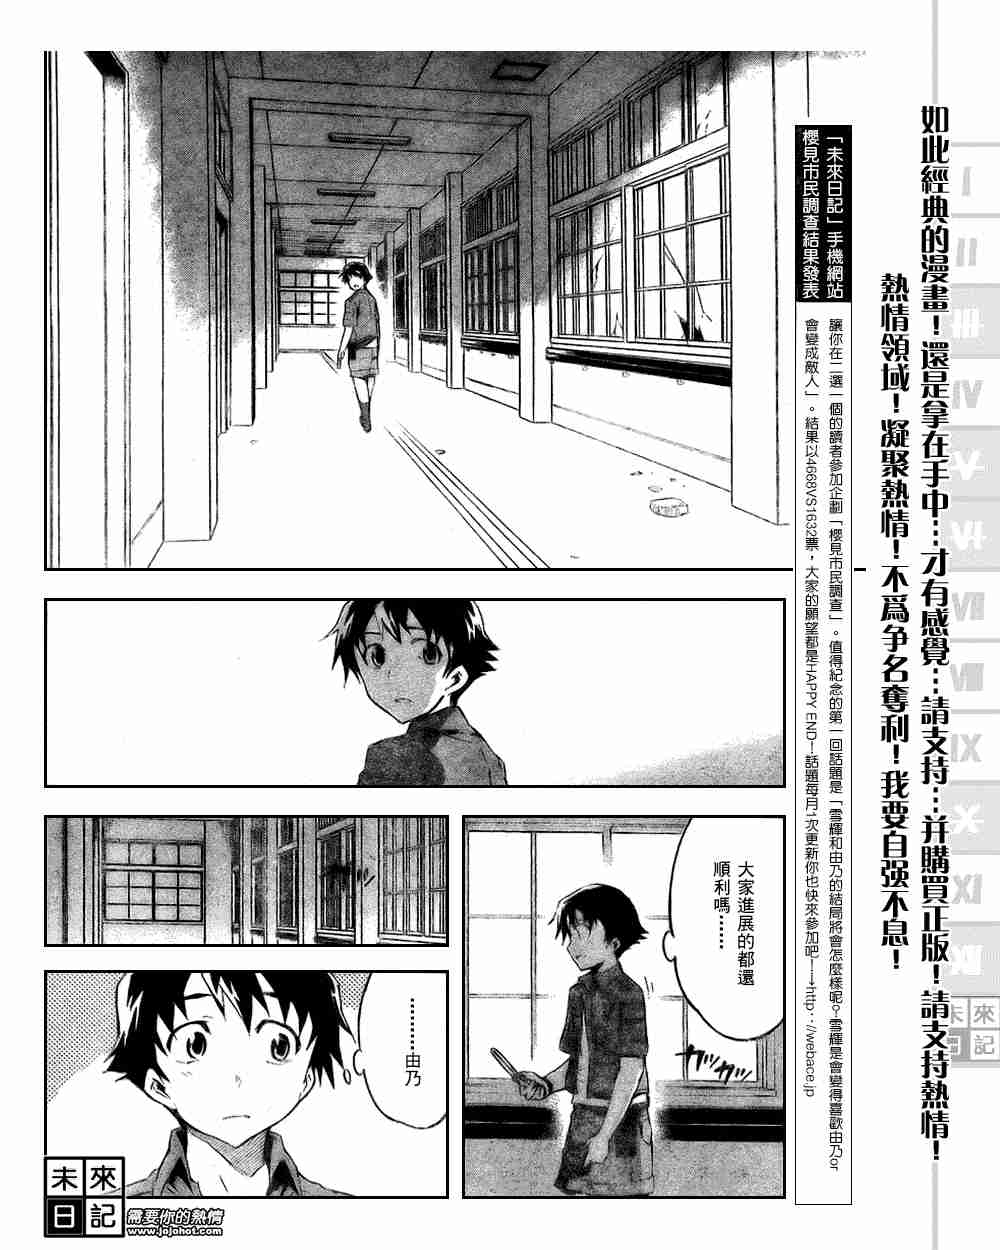 如此經典的漫畫！還是拿在手中…才有感覺…請支持…并購買正版！請支持熱情！
熱情領域！凝聚熱情！不爲争名奪利！我要自强不息！
「未來日記」手機網站
櫻見市民調查結果發表
讓你在二選一個的讀者參加企劃「櫻見市民調查」。值得紀念的第一回話題是「雪輝和由乃的結局將會怎麼樣呢？雪輝是會變得喜歡由乃or
會變成敵人」。結果以4668VS1632票，大家的願望都是HAPPY END！話題每月1次更新你也快來參加吧！→http://webace.jp
大家進展的都還
順利嗎……
…………由乃
未來
日記
需要你的熱情
www.jojohot.com
I
II
III
IV
V
VI
VII
VIII
IX
X
XI
XII
未來
日記